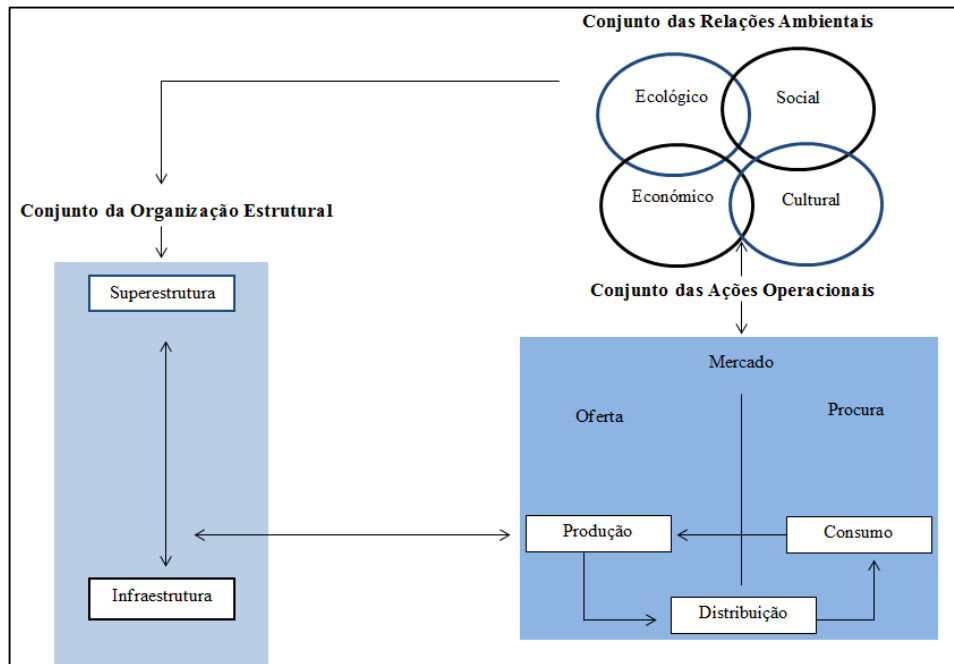 Conjunto das Relações Ambientais
Ecológico
Social
Económico
Cultural
Conjunto da Organização Estrutural
Superestrutura
Infraestrutura
Conjunto das Ações Operacionais
Mercado
Oferta
Procura
Produção
Consumo
Distribuição